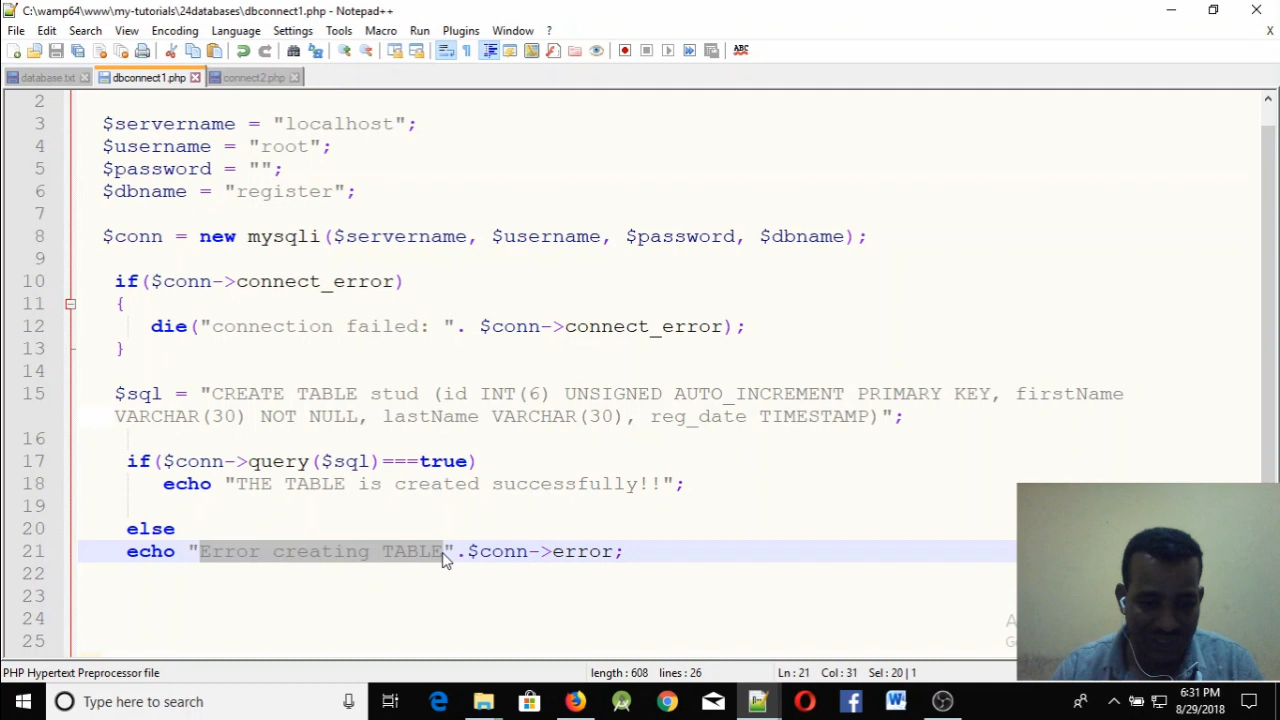 C:\wamp64\www\my-tutorials\24databases\dbconnect1.php - Notepad++
File Edit Search View Encoding Language Settings Tools Macro Run Plugins Window ?
X
database.txt dbconnect1.php connect2.php
2
3 $servername = "localhost";
4 $username = "root";
5 $password = "";
6 $dbname = "register";
7
8 $conn = new mysqli($servername, $username, $password, $dbname);
9
10 if($conn->connect_error)
11 {
12 die("connection failed: ". $conn->connect_error);
13 }
14
15 $sql = "CREATE TABLE stud (id INT(6) UNSIGNED AUTO_INCREMENT PRIMARY KEY, firstName
VARCHAR(30) NOT NULL, lastName VARCHAR(30), reg_date TIMESTAMP)";
16
17 if($conn->query($sql)===true)
18 echo "THE TABLE is created successfully!!";
19
20 else
21 echo "Error creating TABLE".$conn->error;
22
23
24
25
PHP Hypertext Preprocessor file length : 608 lines : 26 Ln : 21 Col : 31 Sel : 20 | 1
Type here to search
6:31 PM
8/29/2018